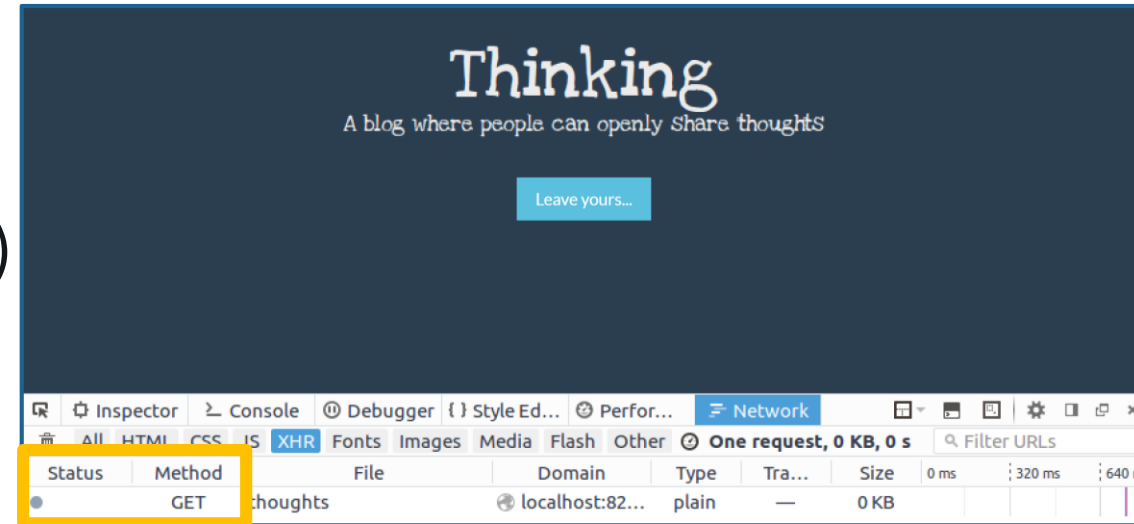 Thinking
A blog where people can openly share thoughts
Leave yours...
)
Inspector Console Debugger { } Style Ed... Perfor... Network
All HTML CSS JS XHR Fonts Images Media Flash Other One request, 0 KB, 0 s Filter URLs
Status Method File Domain Type Tra... Size 0 ms 320 ms 640
GET thoughts localhost:82... plain — 0 KB